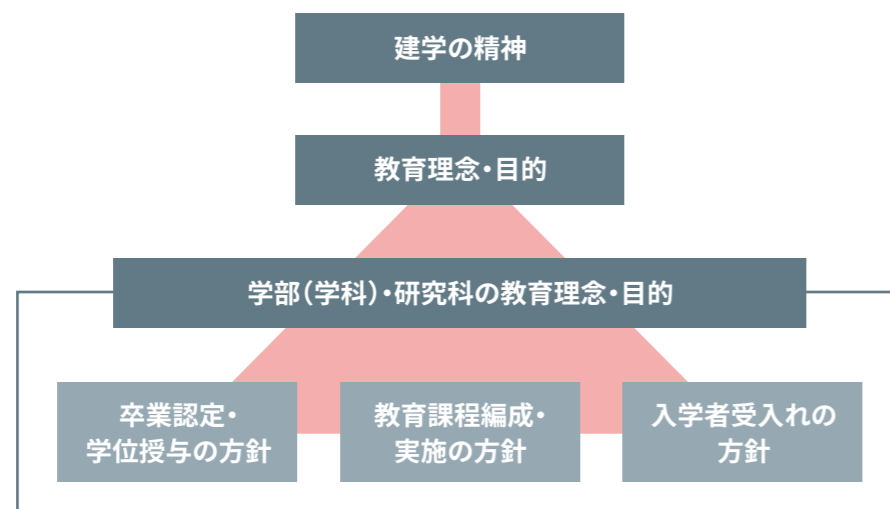 建学の精神
教育理念・目的
学部（学科）・研究科の教育理念・目的
卒業認定・
学位授与の方針
教育課程編成・
実施の方針
入学者受入れの
方針